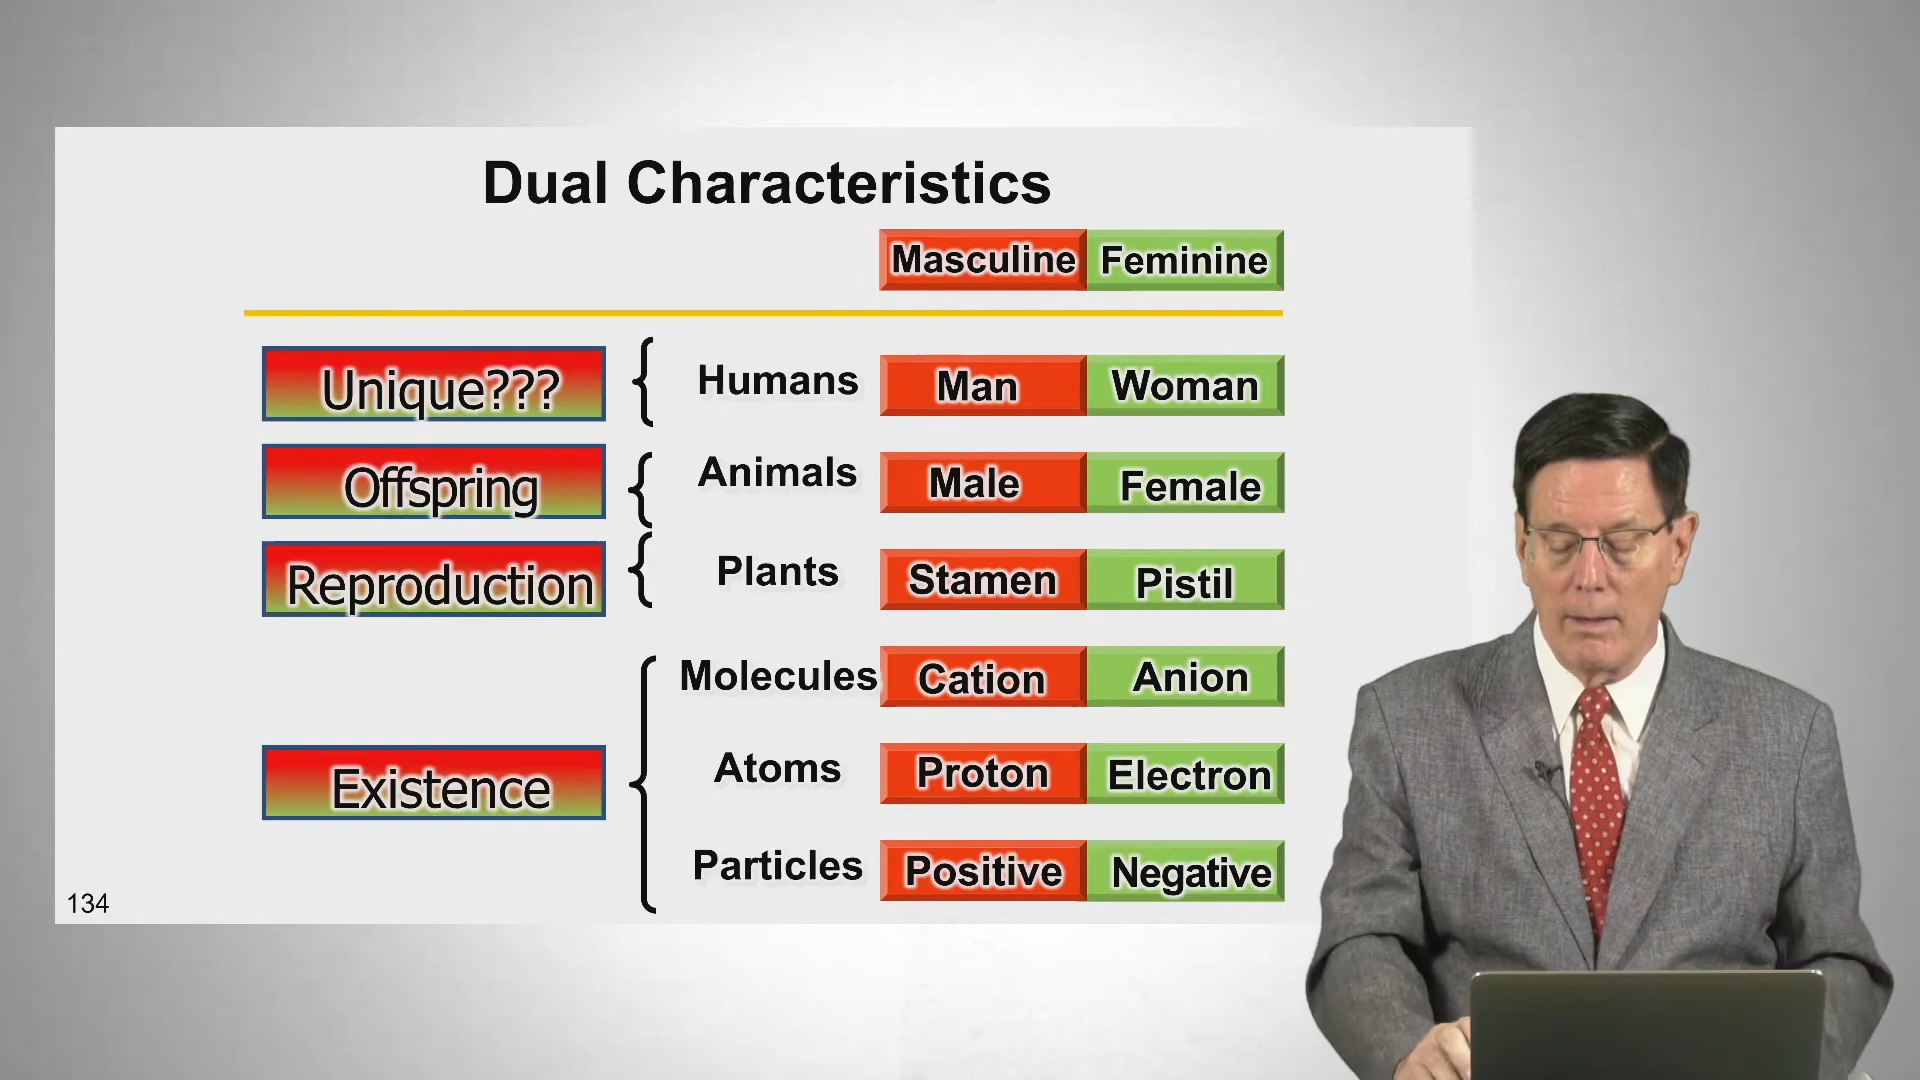 Dual Characteristics
Masculine Feminine
Unique??? Humans Man Woman
Offspring Animals Male Female
Reproduction Plants Stamen Pistil
Molecules Cation Anion
Existence Atoms Proton Electron
Particles Positive Negative
134